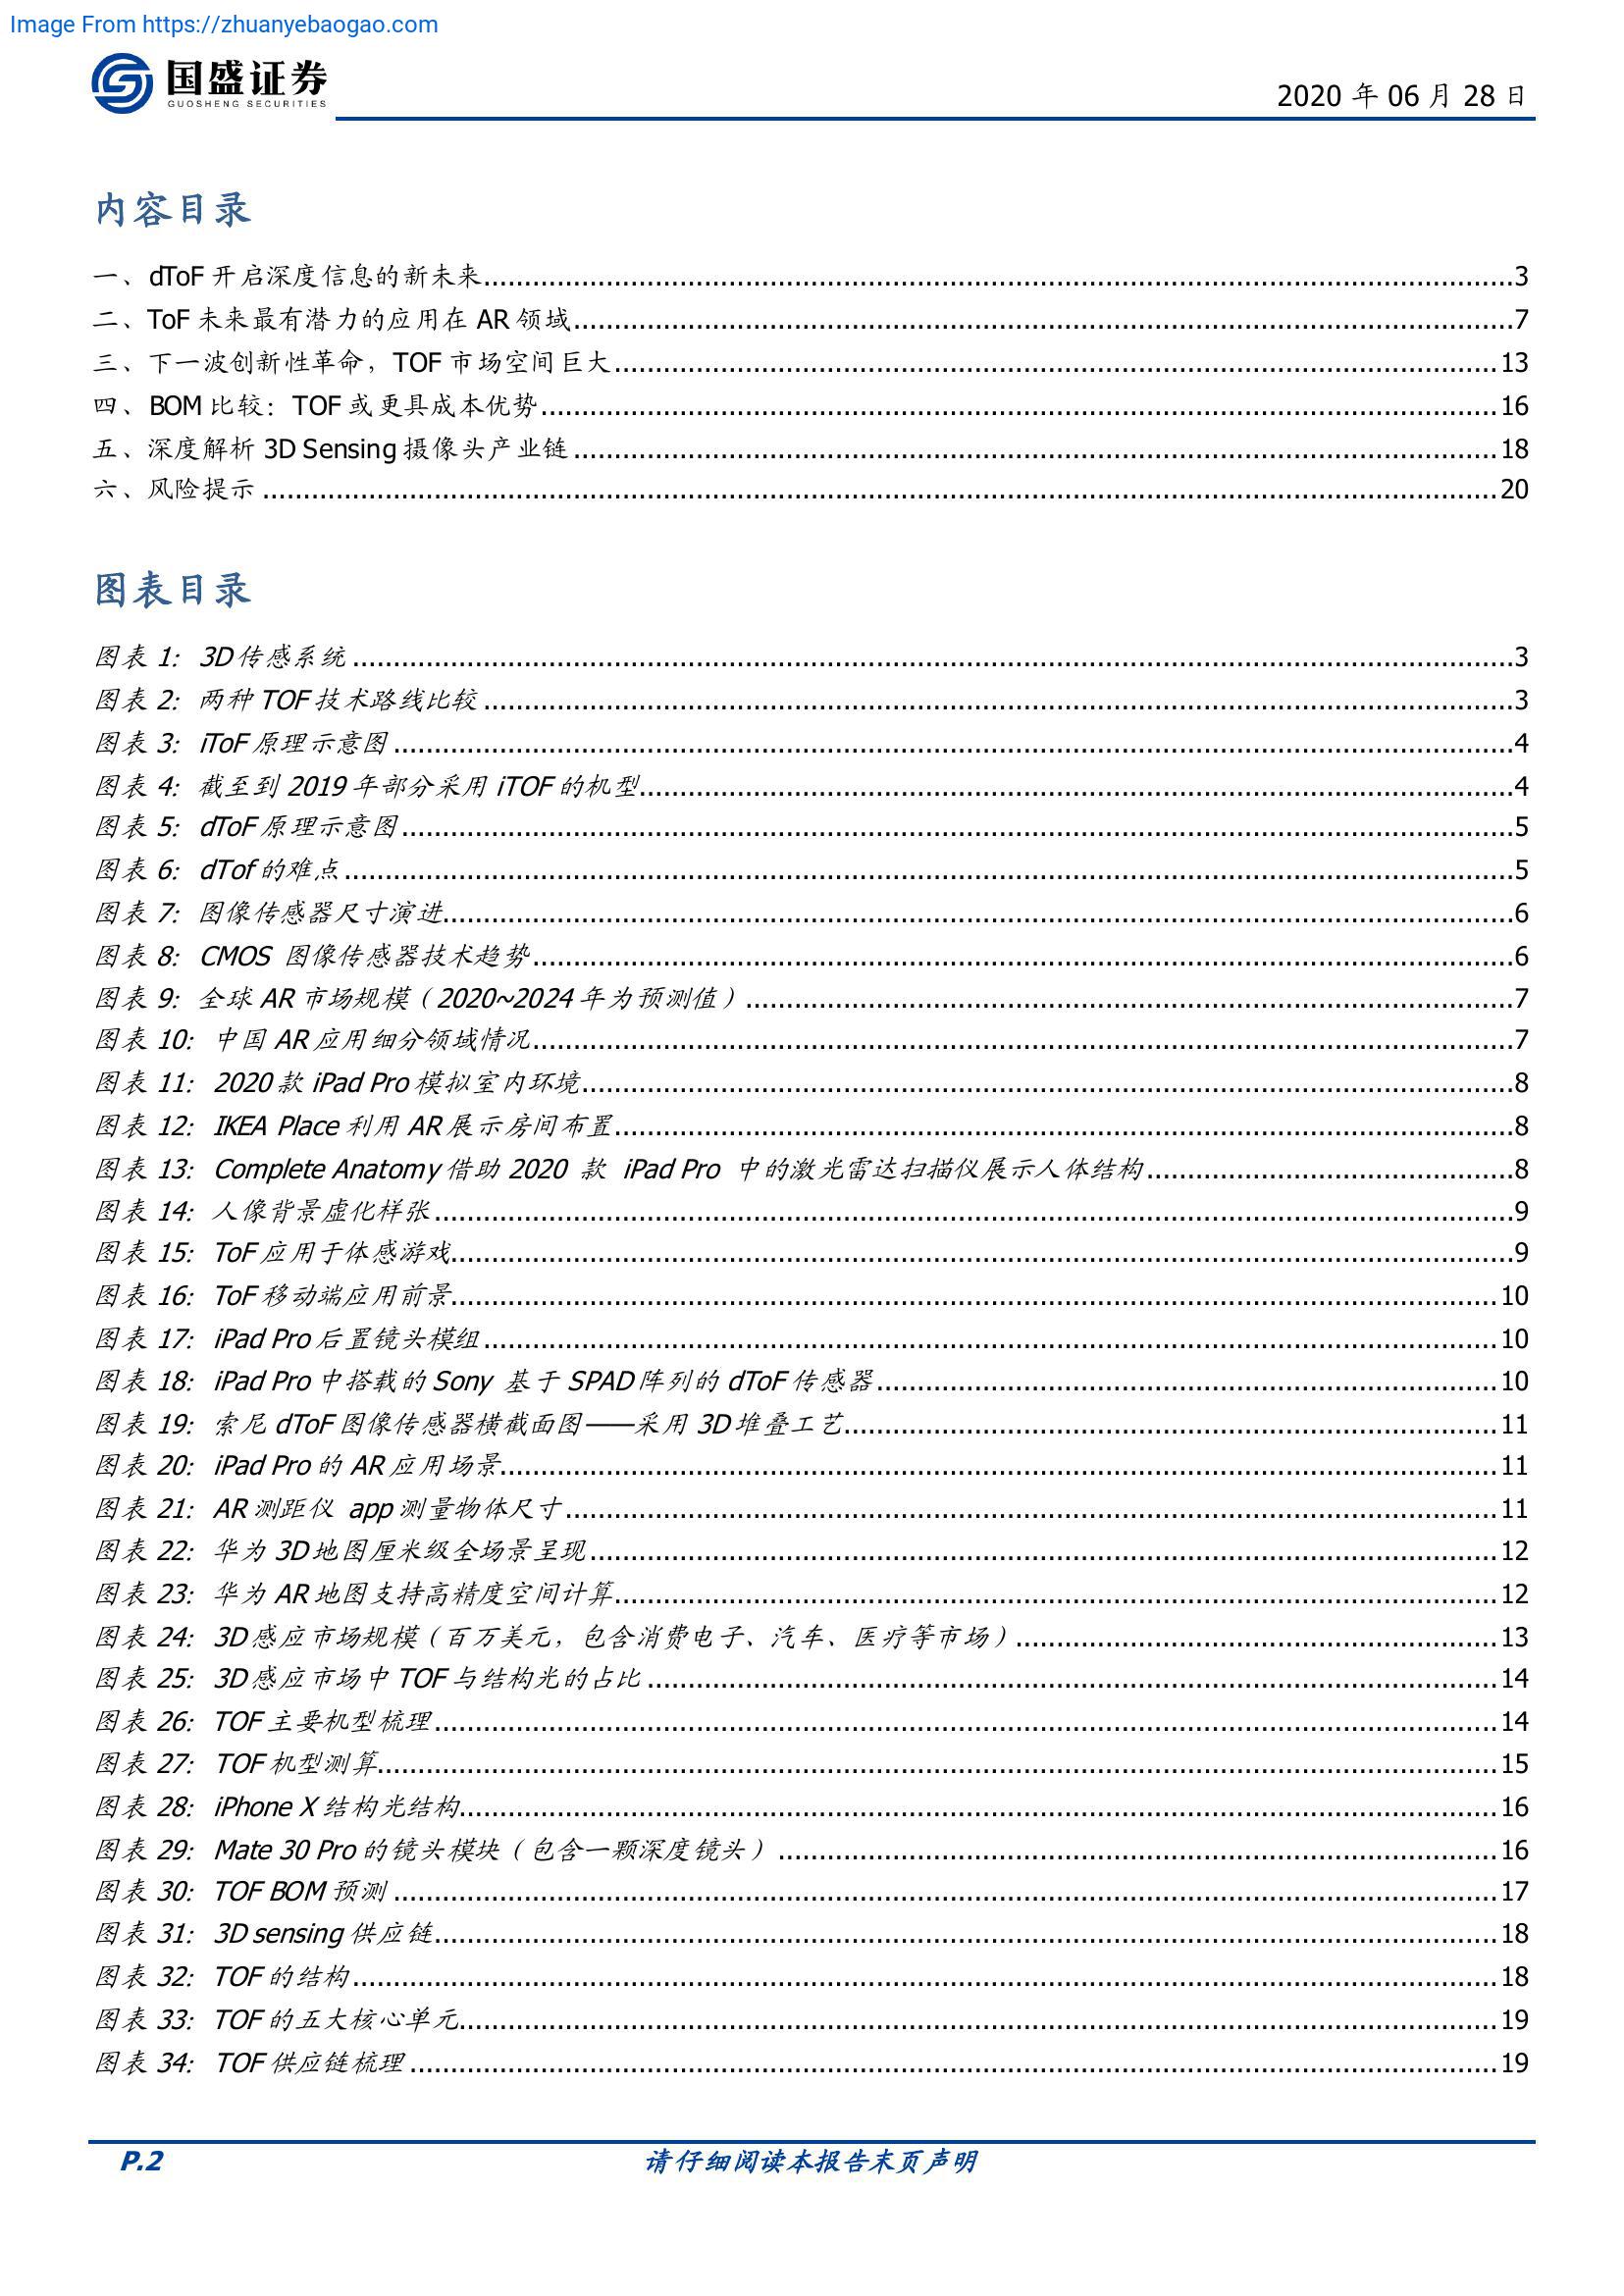 Image From https://zhuanyebaogao.com
国盛证券
GUOSHENG SECURITIES
2020 年 06 月 28 日
内容目录
一、dToF 开启深度信息的新未来 3
二、ToF 未来最有潜力的应用在 AR 领域 7
三、下一波创新性革命，TOF 市场空间巨大 13
四、BOM 比较：TOF 或更具成本优势 16
五、深度解析 3D Sensing 摄像头产业链 18
六、风险提示 20
图表目录
图表 1：3D 传感系统 3
图表 2：两种 TOF 技术路线比较 3
图表 3：iToF 原理示意图 4
图表 4：截至到 2019 年部分采用 iTOF 的机型 4
图表 5：dToF 原理示意图 5
图表 6：dTof 的难点 5
图表 7：图像传感器尺寸演进 6
图表 8：CMOS 图像传感器技术趋势 6
图表 9：全球 AR 市场规模（2020~2024 年为预测值） 7
图表 10：中国 AR 应用细分领域情况 7
图表 11：2020 款 iPad Pro 模拟室内环境 8
图表 12：IKEA Place 利用 AR 展示房间布置 8
图表 13：Complete Anatomy 借助 2020 款 iPad Pro 中的激光雷达扫描仪展示人体结构 8
图表 14：人像背景虚化样张 9
图表 15：ToF 应用于体感游戏 9
图表 16：ToF 移动端应用前景 10
图表 17：iPad Pro 后置镜头模组 10
图表 18：iPad Pro 中搭载的 Sony 基于 SPAD 阵列的 dToF 传感器 10
图表 19：索尼 dToF 图像传感器横截面图——采用 3D 堆叠工艺 11
图表 20：iPad Pro 的 AR 应用场景 11
图表 21：AR 测距仪 app 测量物体尺寸 11
图表 22：华为 3D 地图厘米级全场景呈现 12
图表 23：华为 AR 地图支持高精度空间计算 12
图表 24：3D 感应市场规模（百万美元，包含消费电子、汽车、医疗等市场） 13
图表 25：3D 感应市场中 TOF 与结构光的占比 14
图表 26：TOF 主要机型梳理 14
图表 27：TOF 机型测算 15
图表 28：iPhone X 结构光结构 16
图表 29：Mate 30 Pro 的镜头模块（包含一颗深度镜头） 16
图表 30：TOF BOM 预测 17
图表 31：3D sensing 供应链 18
图表 32：TOF 的结构 18
图表 33：TOF 的五大核心单元 19
图表 34：TOF 供应链梳理 19
P.2 请仔细阅读本报告末页声明